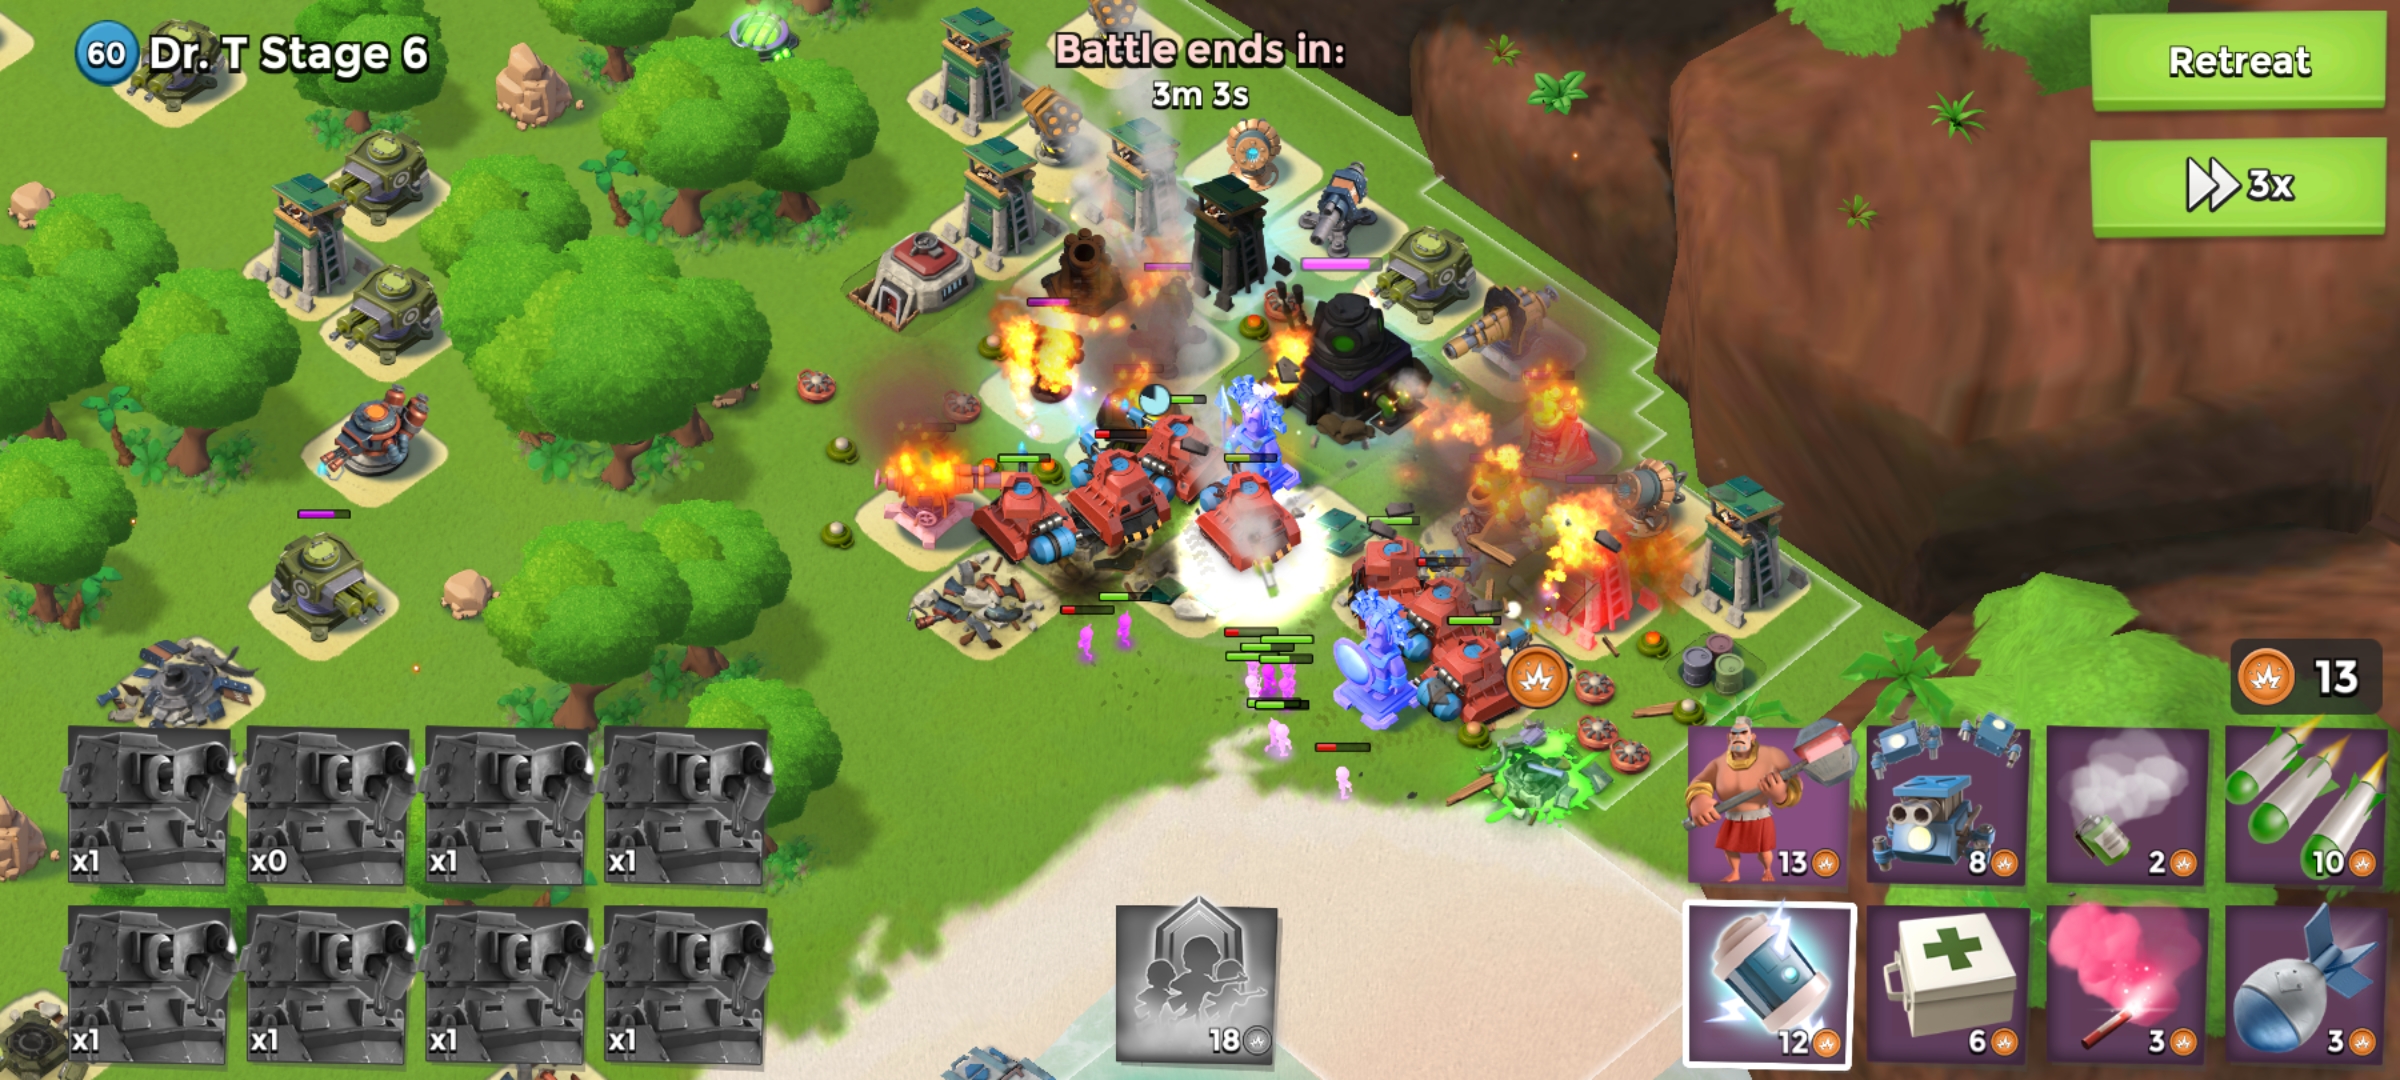 60 Dr. T Stage 6
Battle ends in:
3m 3s
Retreat
3x
13
x1
x0
x1
x1
13
8
2
10
x1
x1
x1
x1
18
12
6
3
3